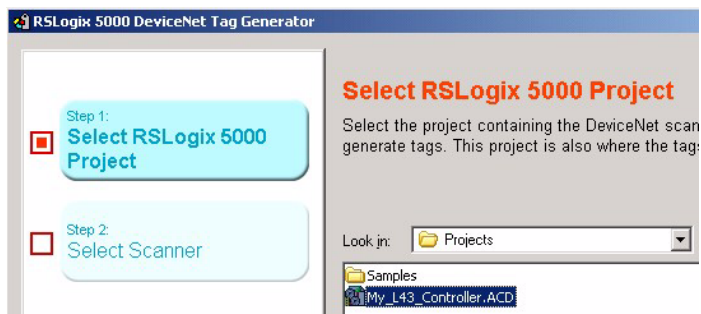 RSLogix 5000 DeviceNet Tag Generator
Step 1:
Select RSLogix 5000
Project
Step 2:
Select Scanner
Select RSLogix 5000 Project
Select the project containing the DeviceNet scan
generate tags. This project is also where the tag
Look in: Projects
Samples
My_L43_Controller.ACD